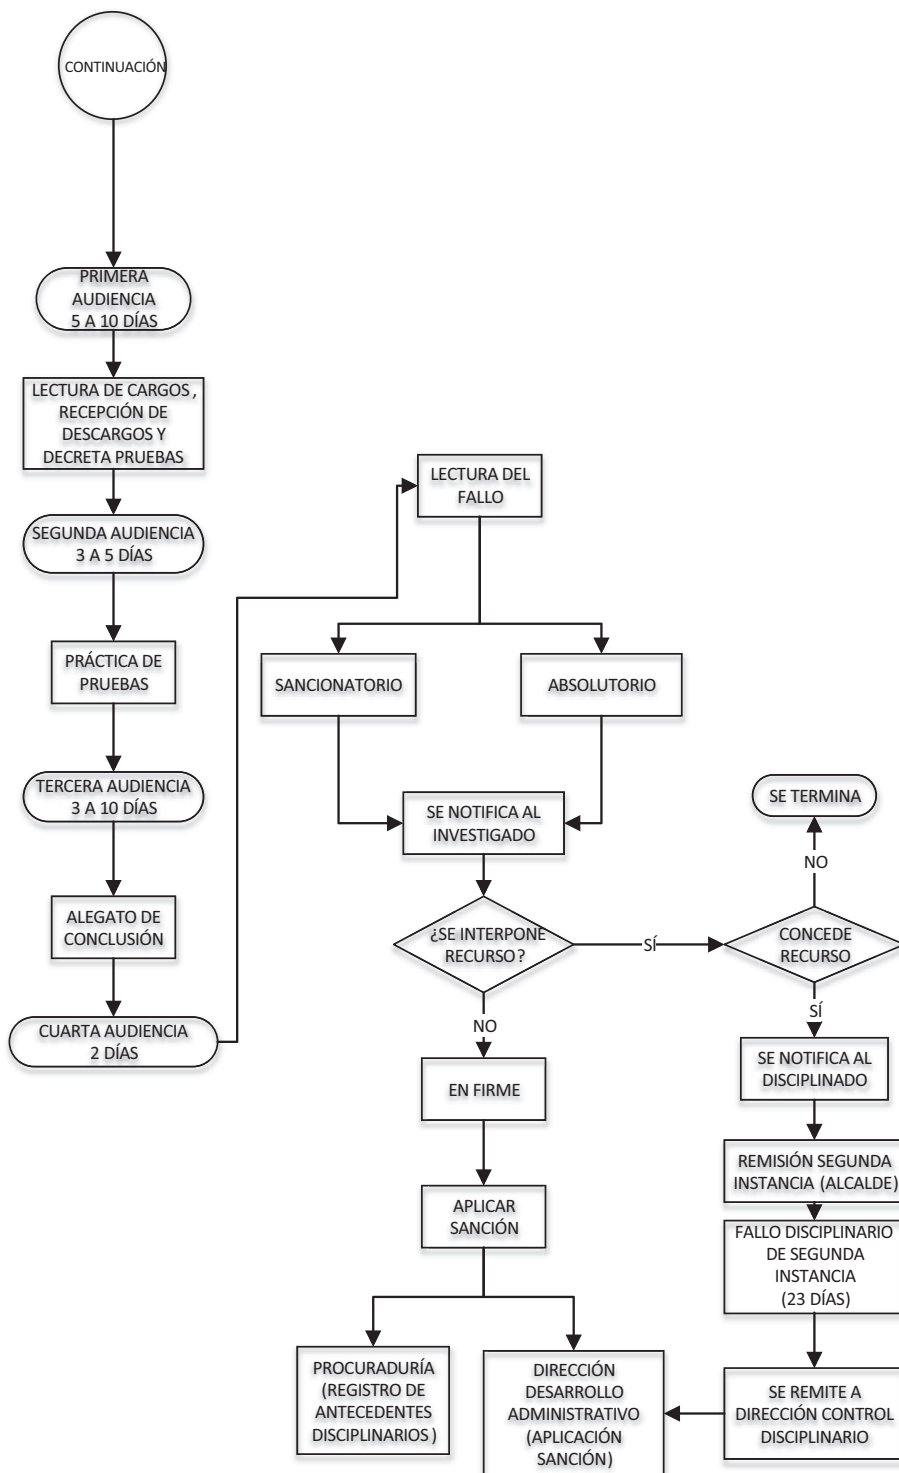 CONTINUACIÓN
PRIMERA
AUDIENCIA
5 A 10 DÍAS
LECTURA DE CARGOS ,
RECEPCIÓN DE
DESCARGOS Y
DECRETA PRUEBAS
SEGUNDA AUDIENCIA
3 A 5 DÍAS
PRÁCTICA DE
PRUEBAS
TERCERA AUDIENCIA
3 A 10 DÍAS
ALEGATO DE
CONCLUSIÓN
CUARTA AUDIENCIA
2 DÍAS
LECTURA DEL
FALLO
SANCIONATORIO
ABSOLUTORIO
SE NOTIFICA AL
INVESTIGADO
¿SE INTERPONE
RECURSO?
SÍ
NO
EN FIRME
APLICAR
SANCIÓN
PROCURADURÍA
(REGISTRO DE
ANTECEDENTES
DISCIPLINARIOS )
DIRECCIÓN
DESARROLLO
ADMINISTRATIVO
(APLICACIÓN
SANCIÓN)
SE TERMINA
NO
CONCEDE
RECURSO
SÍ
SE NOTIFICA AL
DISCIPLINADO
REMISIÓN SEGUNDA
INSTANCIA (ALCALDE)
FALLO DISCIPLINARIO
DE SEGUNDA
INSTANCIA
(23 DÍAS)
SE REMITE A
DIRECCIÓN CONTROL
DISCIPLINARIO